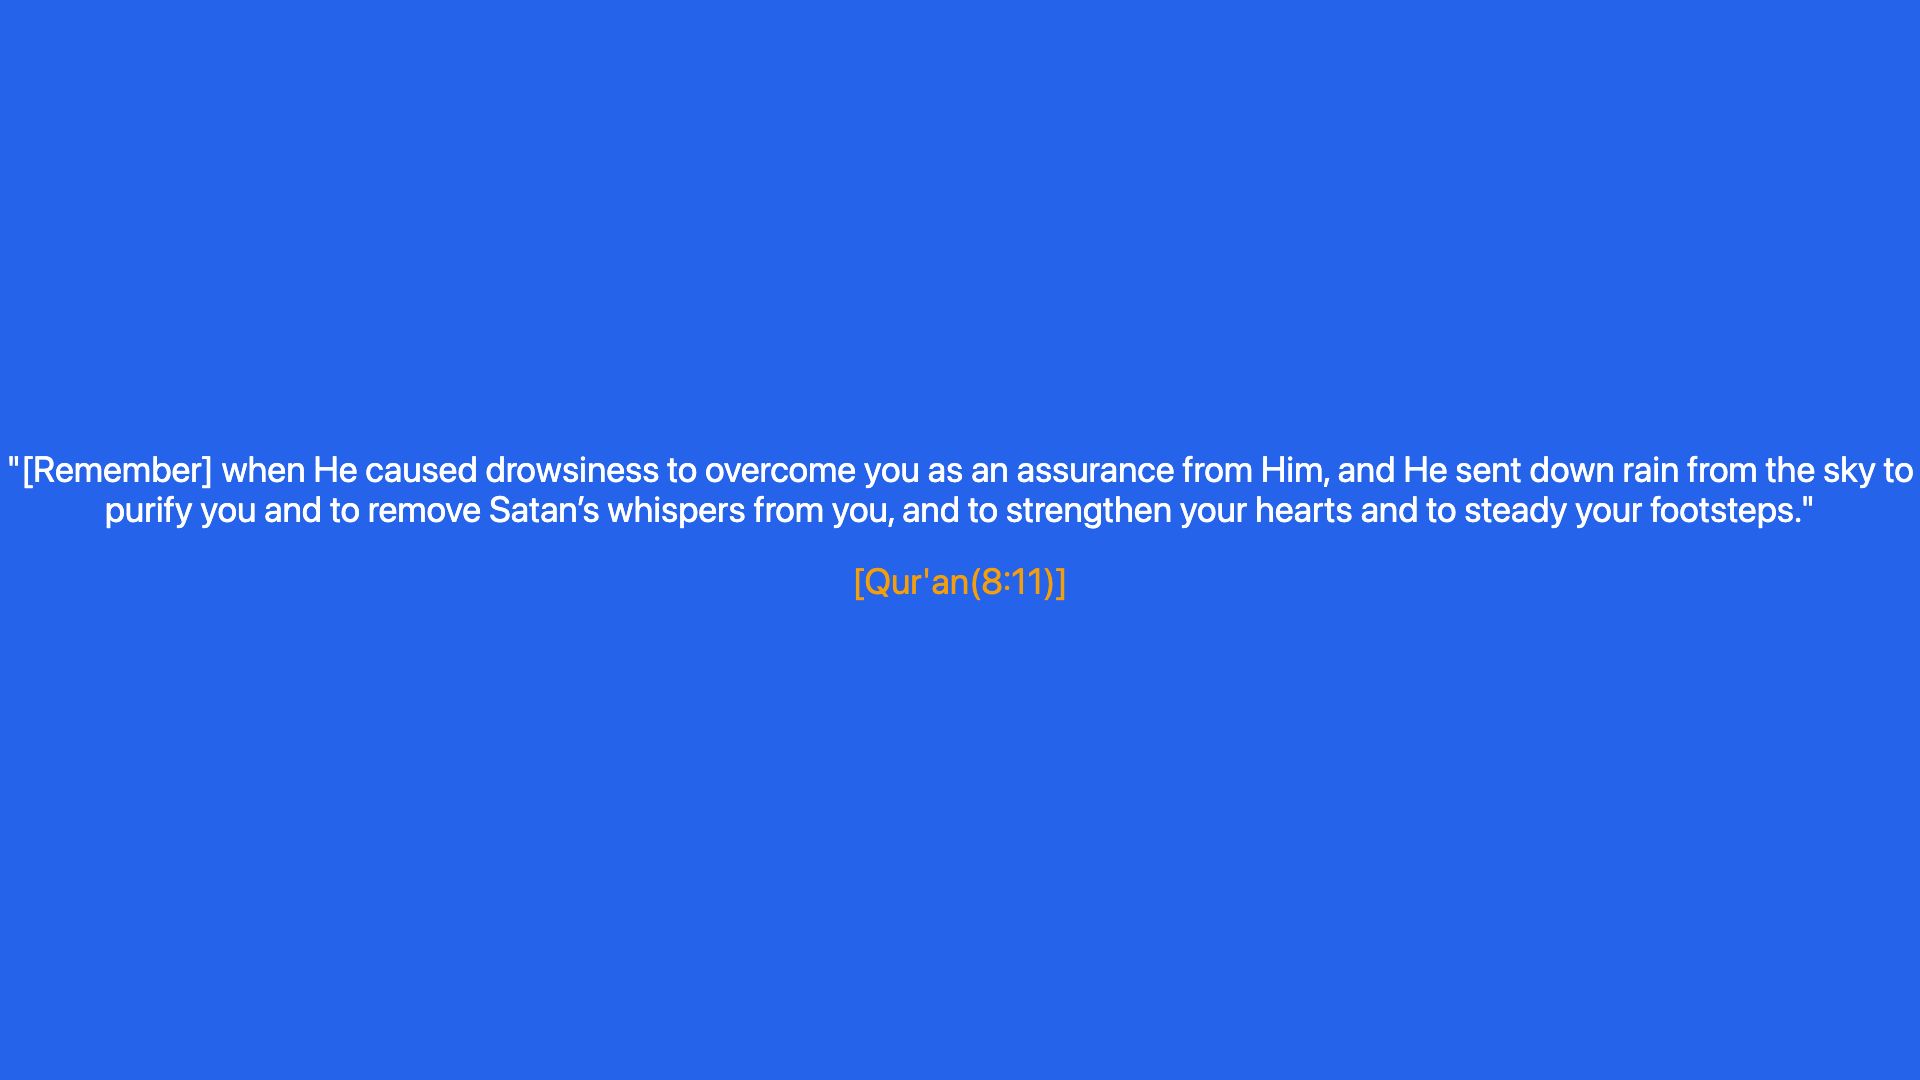 "[Remember] when He caused drowsiness to overcome you as an assurance from Him, and He sent down rain from the sky to
purify you and to remove Satan’s whispers from you, and to strengthen your hearts and to steady your footsteps."
[Qur'an(8:11)]